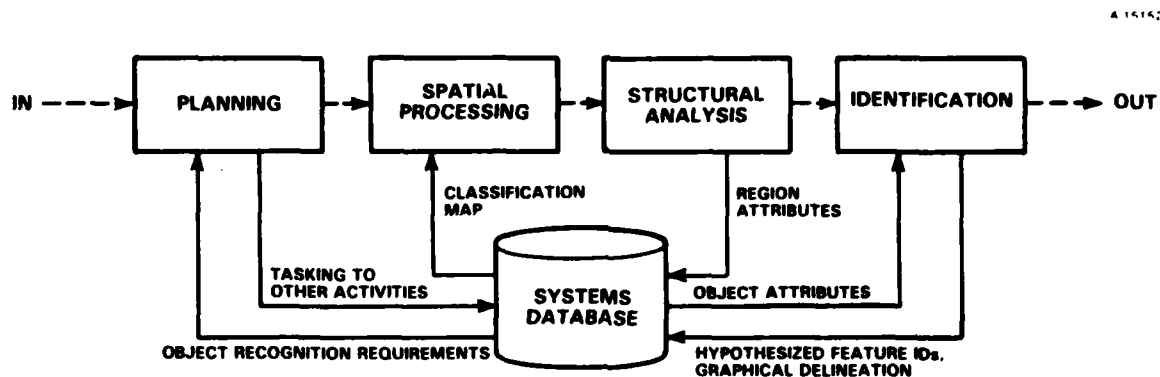 IN
PLANNING
SPATIAL
PROCESSING
STRUCTURAL
ANALYSIS
IDENTIFICATION
OUT
CLASSIFICATION
MAP
REGION
ATTRIBUTES
TASKING TO
OTHER ACTIVITIES
SYSTEMS
DATABASE
OBJECT ATTRIBUTES
OBJECT RECOGNITION REQUIREMENTS
HYPOTHESIZED FEATURE IDs,
GRAPHICAL DELINEATION